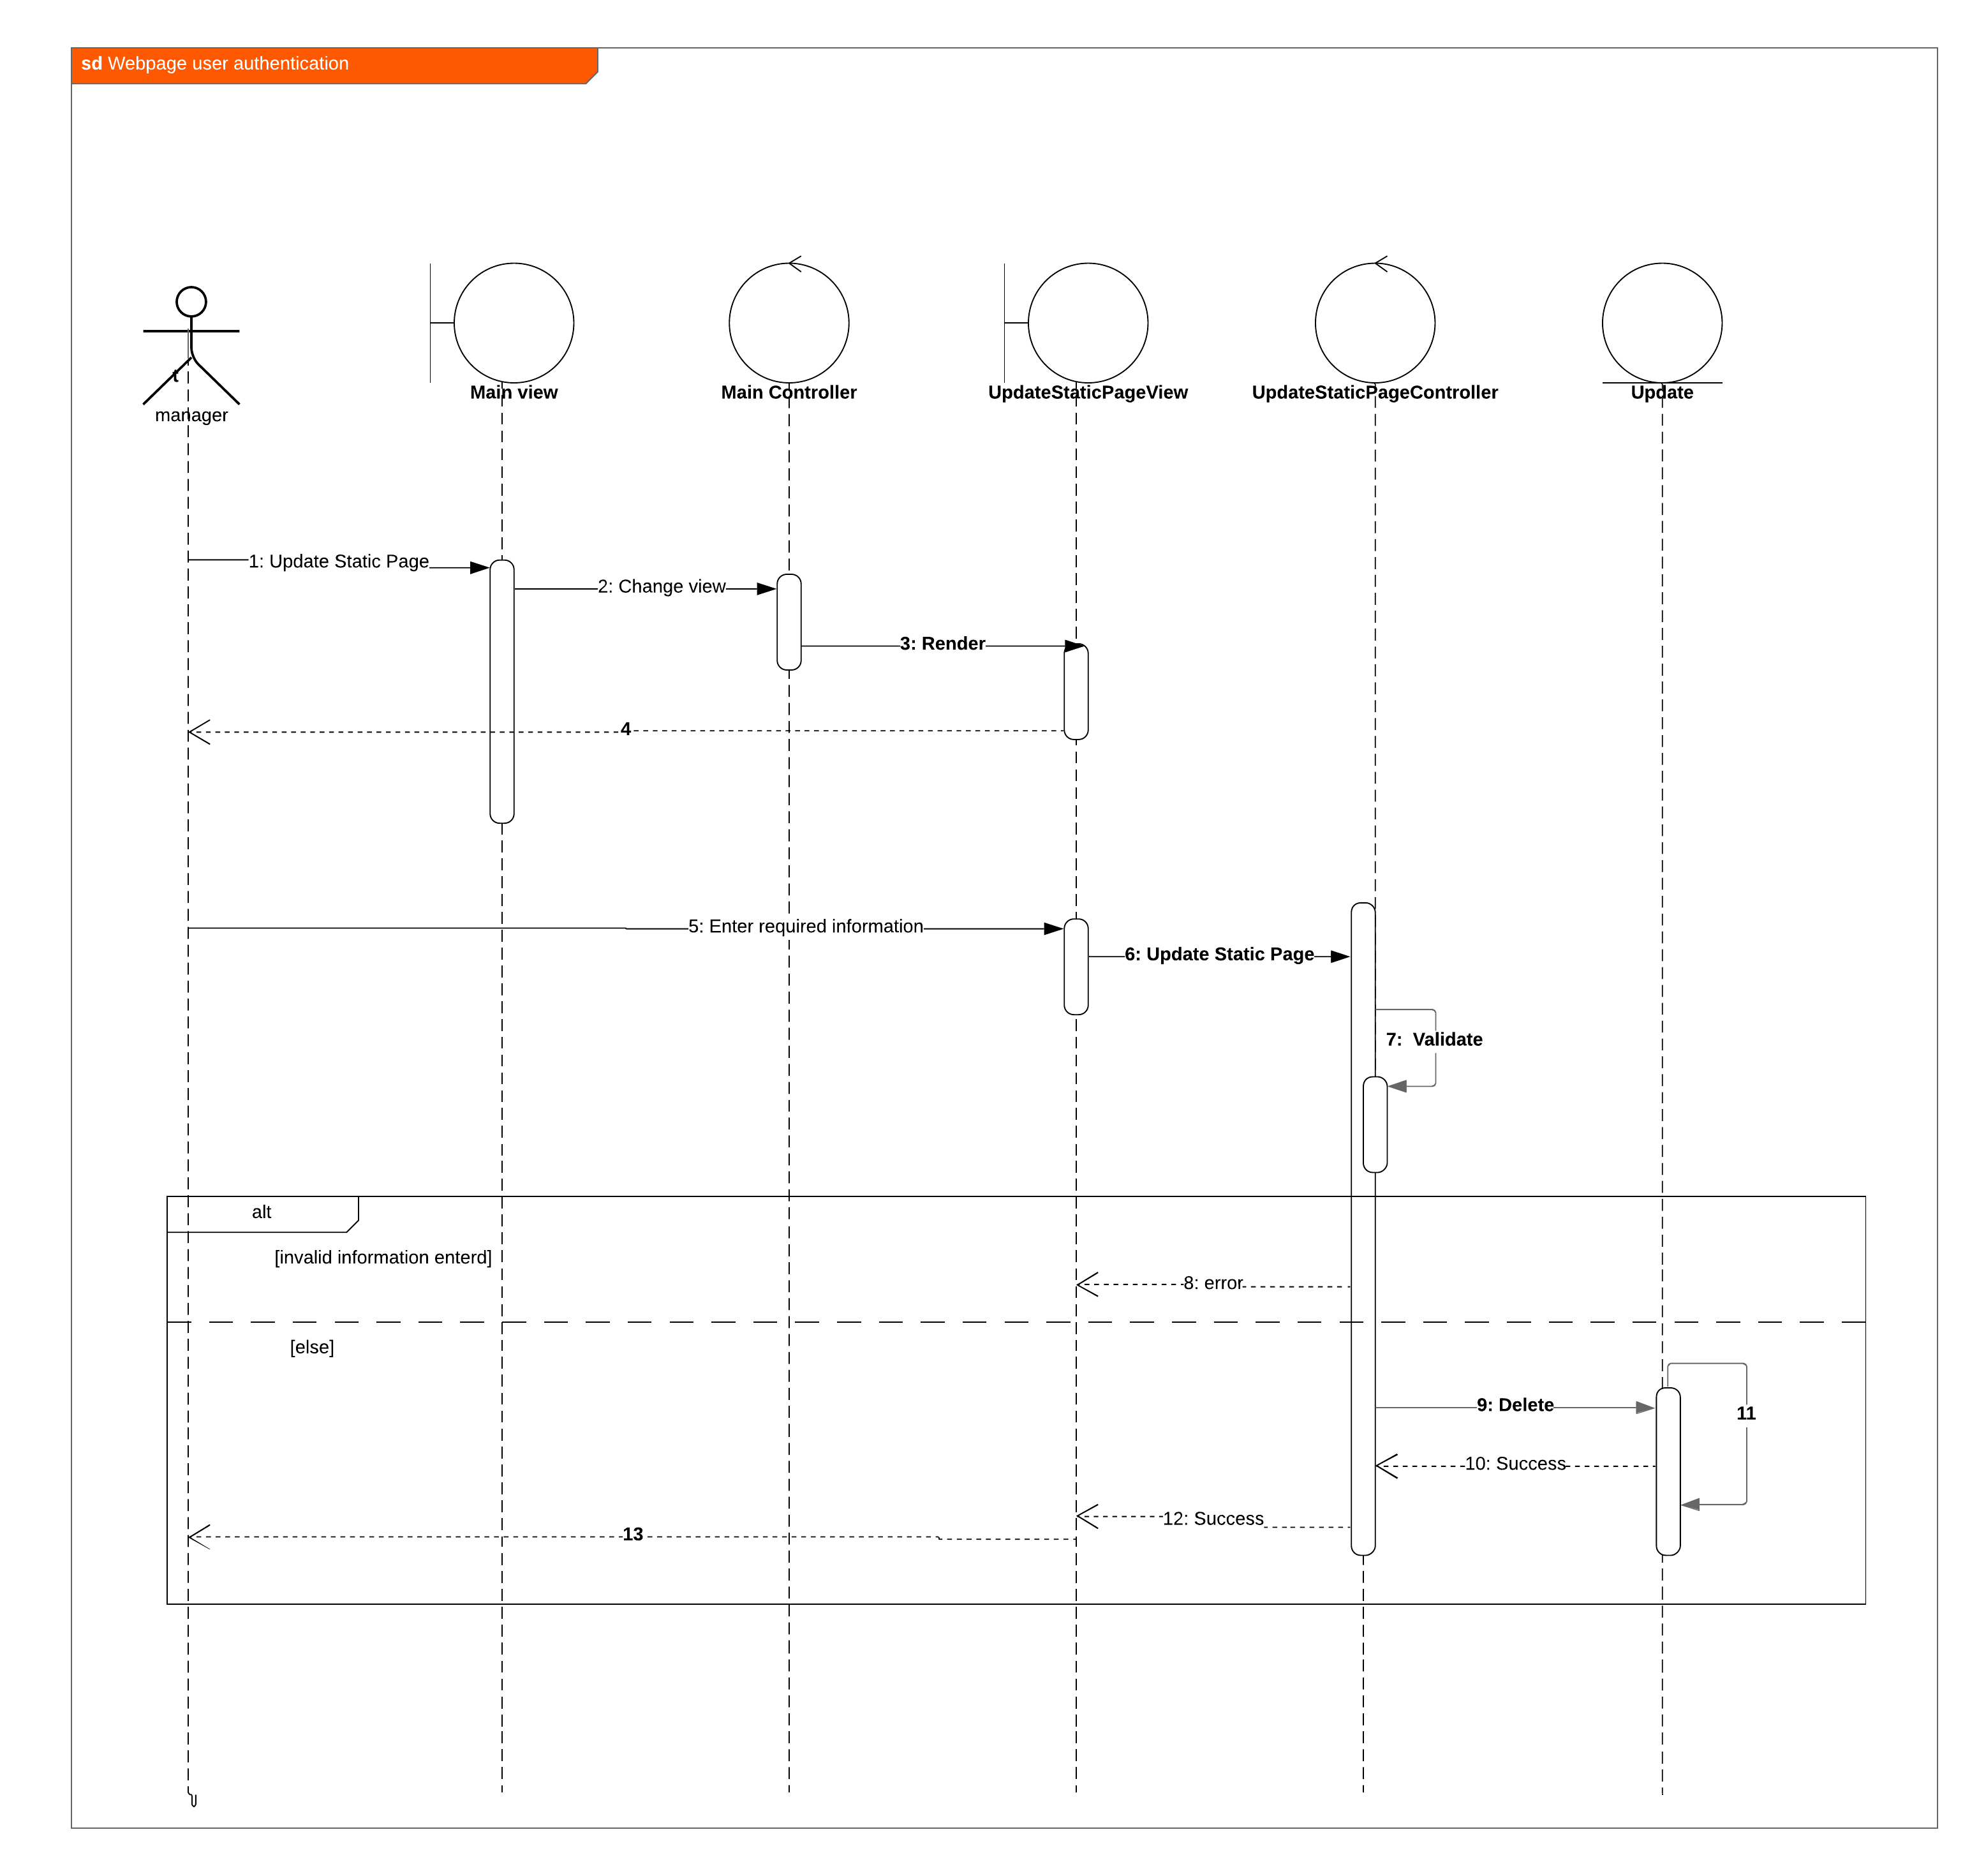 sd Webpage user authentication
t
manager
Main view
Main Controller
UpdateStaticPageView
UpdateStaticPageController
Update
1: Update Static Page
2: Change view
3: Render
4
5: Enter required information
6: Update Static Page
7: Validate
alt
[invalid information enterd]
8: error
[else]
9: Delete
11
10: Success
12: Success
13